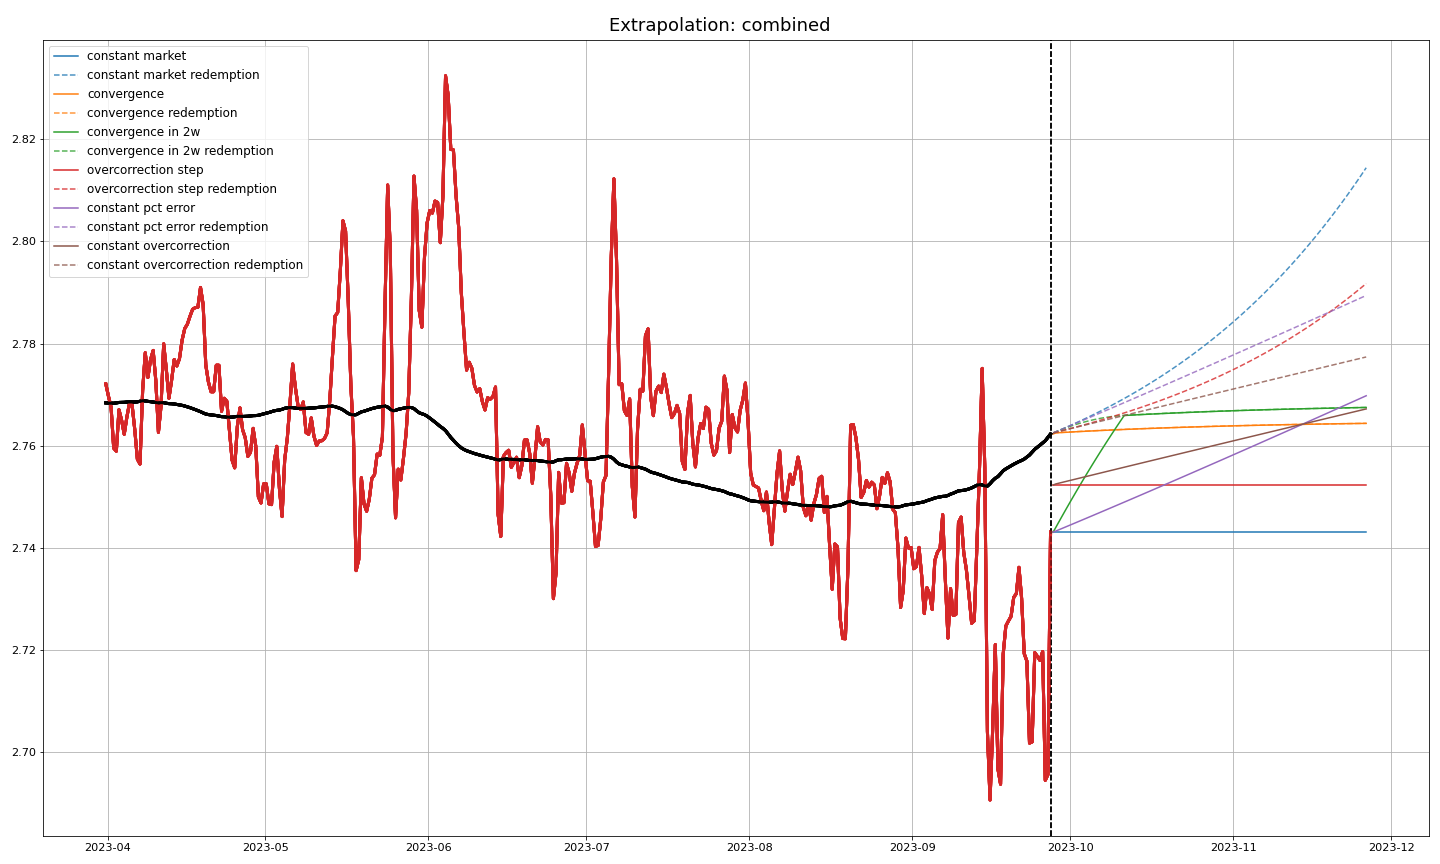 Extrapolation: combined
constant market
constant market redemption
convergence
convergence redemption
convergence in 2w
convergence in 2w redemption
overcorrection step
overcorrection step redemption
constant pct error
constant pct error redemption
constant overcorrection
constant overcorrection redemption
2.82
2.80
2.78
2.76
2.74
2.72
2.70
2023-04
2023-05
2023-06
2023-07
2023-08
2023-09
2023-10
2023-11
2023-12